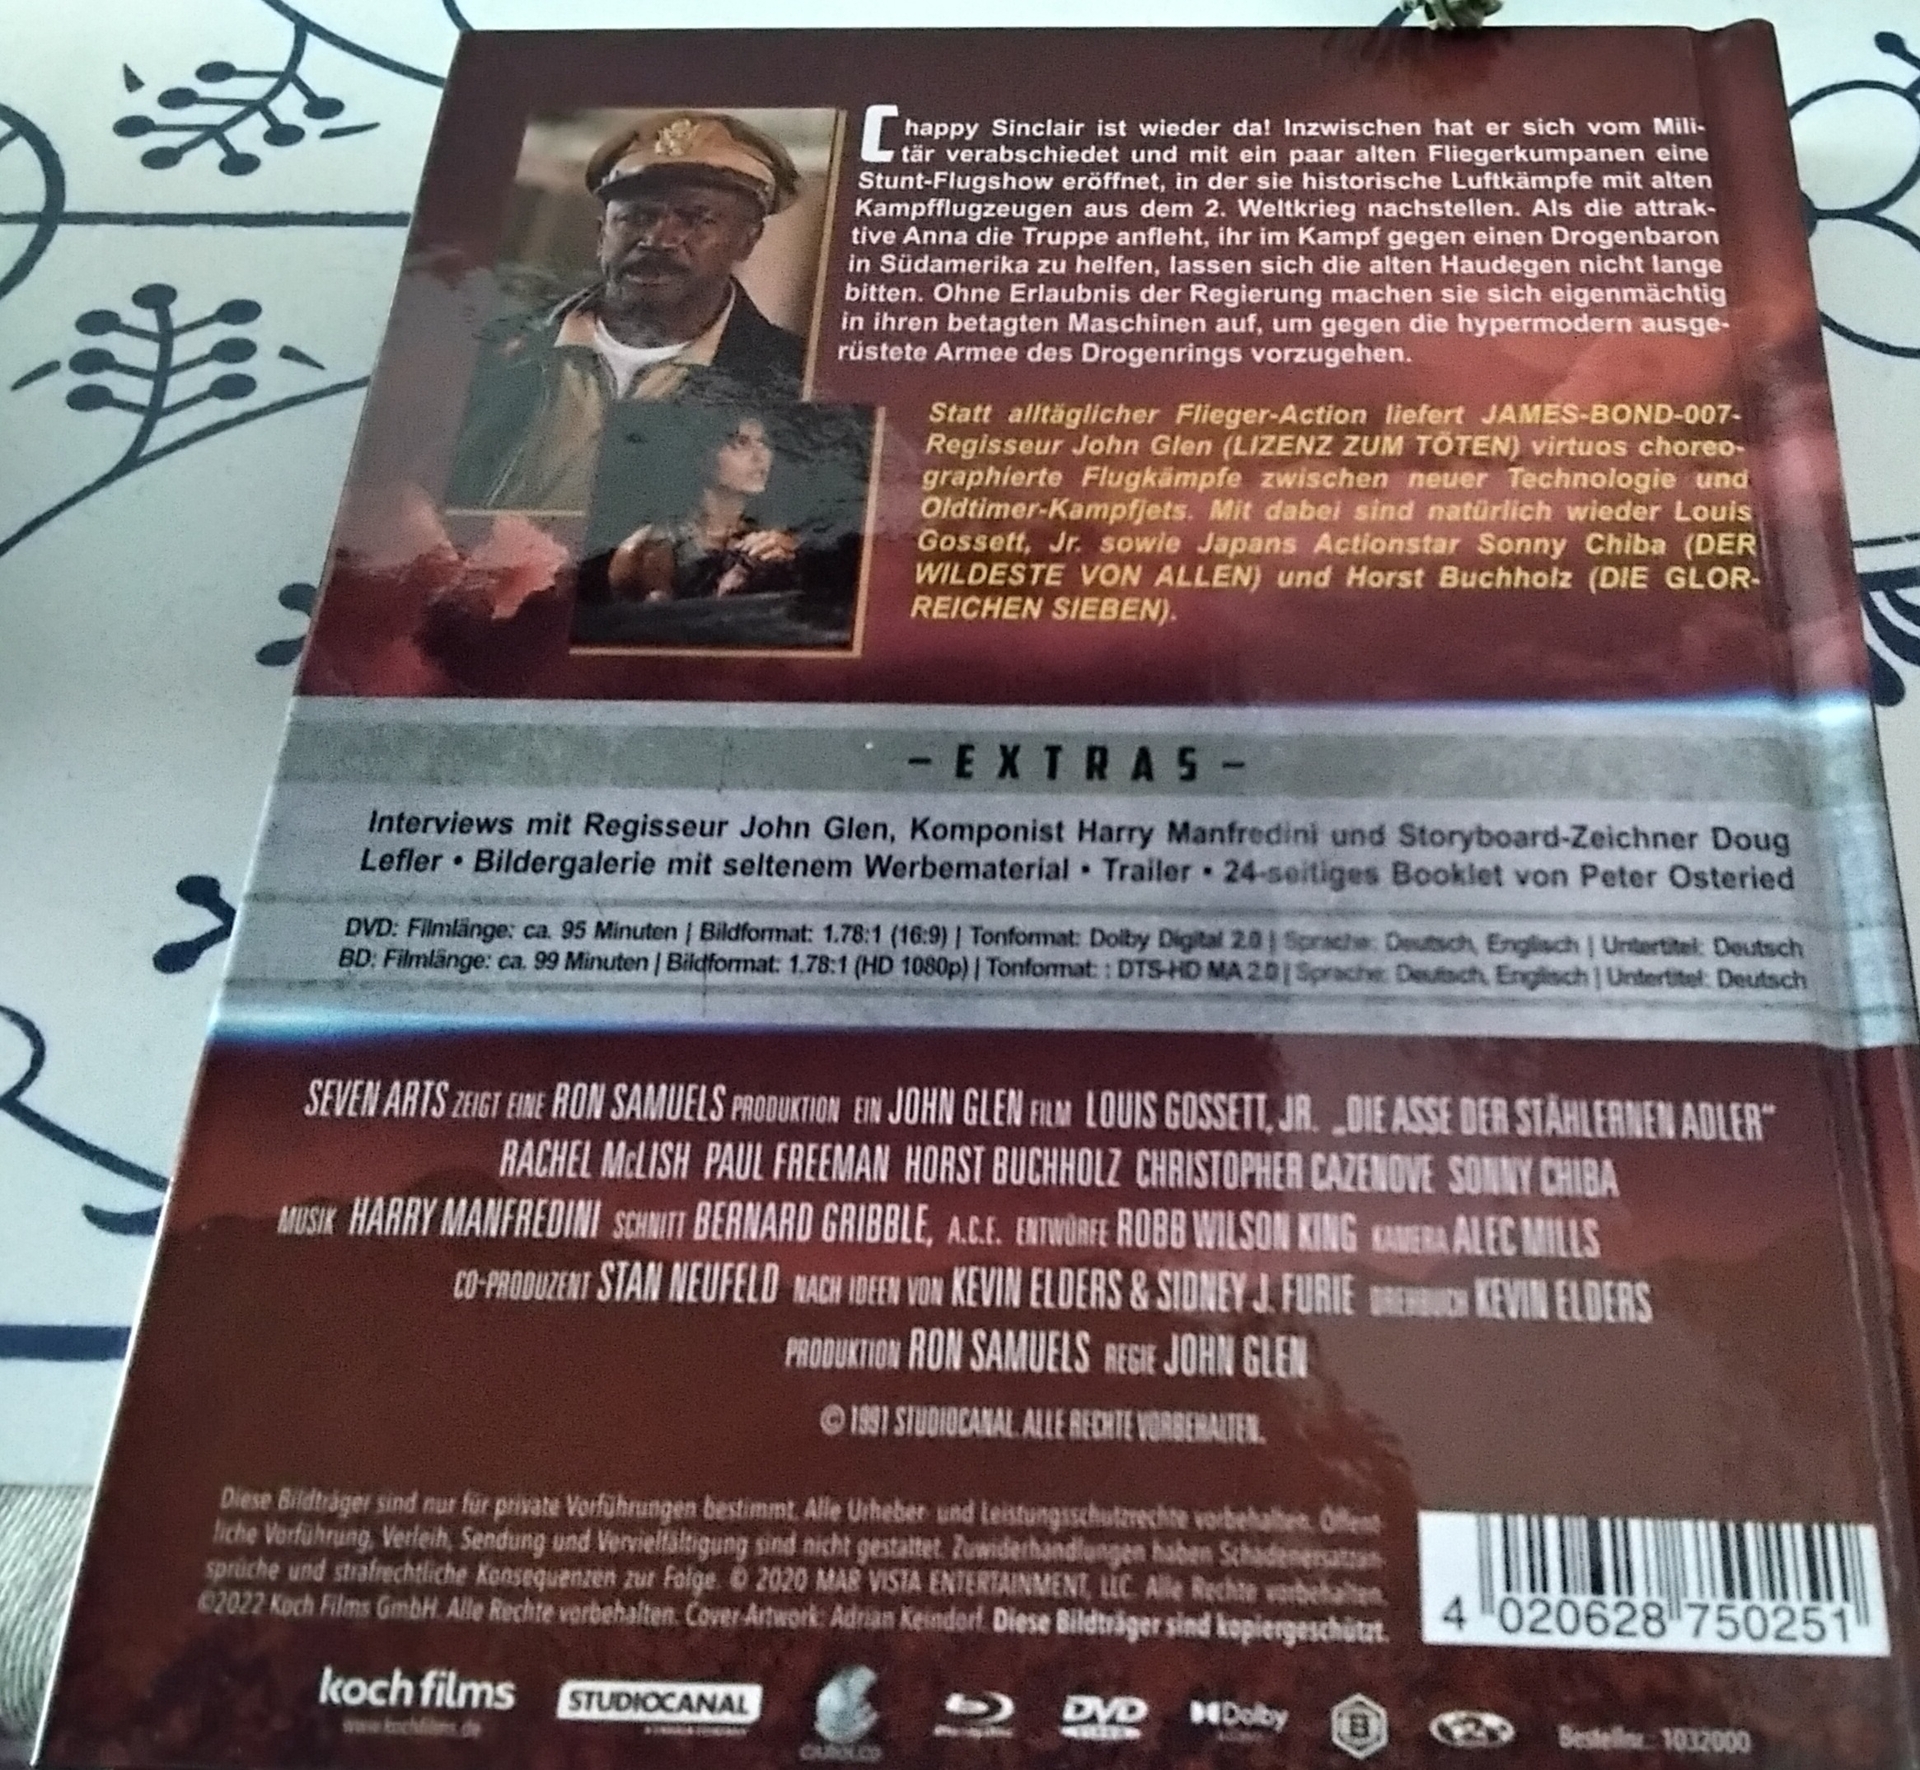 Chappy Sinclair ist wieder da! Inzwischen hat er sich vom Mili-
tär verabschiedet und mit ein paar alten Fliegerkumpanen eine
Stunt-Flugshow eröffnet, in der sie historische Luftkämpfe mit alten
Kampfflugzeugen aus dem 2. Weltkrieg nachstellen. Als die attrak-
tive Anna die Truppe anfleht, ihr im Kampf gegen einen Drogenbaron
in Südamerika zu helfen, lassen sich die alten Haudegen nicht lange
bitten. Ohne Erlaubnis der Regierung machen sie sich eigenmächtig
in ihren betagten Maschinen auf, um gegen die hypermodern ausge-
rüstete Armee des Drogenrings vorzugehen.
Statt alltäglicher Flieger-Action liefert JAMES-BOND-007-
Regisseur John Glen (LIZENZ ZUM TÖTEN) virtuos choreo-
graphierte Flugkämpfe zwischen neuer Technologie und
Oldtimer-Kampfjets. Mit dabei sind natürlich wieder Louis
Gossett, Jr. sowie Japans Actionstar Sonny Chiba (DER
WILDESTE VON ALLEN) und Horst Buchholz (DIE GLOR-
REICHEN SIEBEN).
- EXTRAS -
Interviews mit Regisseur John Glen, Komponist Harry Manfredini und Storyboard-Zeichner Doug
Lefler • Bildergalerie mit seltenem Werbematerial • Trailer • 24-seitiges Booklet von Peter Osteried
DVD: Filmlänge: ca. 95 Minuten | Bildformat: 1.78:1 (16:9) | Tonformat: Dolby Digital 2.0 | Sprache: Deutsch, Englisch | Untertitel: Deutsch
BD: Filmlänge: ca. 99 Minuten | Bildformat: 1.78:1 (HD 1080p) | Tonformat: : DTS-HD MA 2.0 | Sprache: Deutsch, Englisch | Untertitel: Deutsch
SEVEN ARTS ZEIGT EINE RON SAMUELS PRODUKTION EIN JOHN GLEN FILM LOUIS GOSSETT, JR. „DIE ASSE DER STÄHLERNEN ADLER“
RACHEL McLISH PAUL FREEMAN HORST BUCHHOLZ CHRISTOPHER CAZENOVE SONNY CHIBA
MUSIK HARRY MANFREDINI SCHNITT BERNARD GRIBBLE, A.C.E. ENTWÜRFE ROBB WILSON KING KAMERA ALEC MILLS
CO-PRODUZENT STAN NEUFELD NACH IDEEN VON KEVIN ELDERS & SIDNEY J. FURIE DREHBUCH KEVIN ELDERS
PRODUKTION RON SAMUELS REGIE JOHN GLEN
© 1991 STUDIOCANAL. ALLE RECHTE VORBEHALTEN.
Diese Bildträger sind nur für private Vorführungen bestimmt. Alle Urheber- und Leistungsschutzrechte vorbehalten. Öffent
liche Vorführung, Verleih, Sendung und Vervielfältigung sind nicht gestattet. Zuwiderhandlungen haben Schadenersatzan-
sprüche und strafrechtliche Konsequenzen zur Folge. © 2020 MAR VISTA ENTERTAINMENT, LLC. Alle Rechte vorbehalten.
©2022 Koch Films GmbH. Alle Rechte vorbehalten. Cover-Artwork: Adrian Keindorf. Diese Bildträger sind kopiergeschützt.
4 020628 750251
koch films STUDIOCANAL DVD Dolby B Bestellnr.: 1032000
www.kochfilms.de CAROLCO